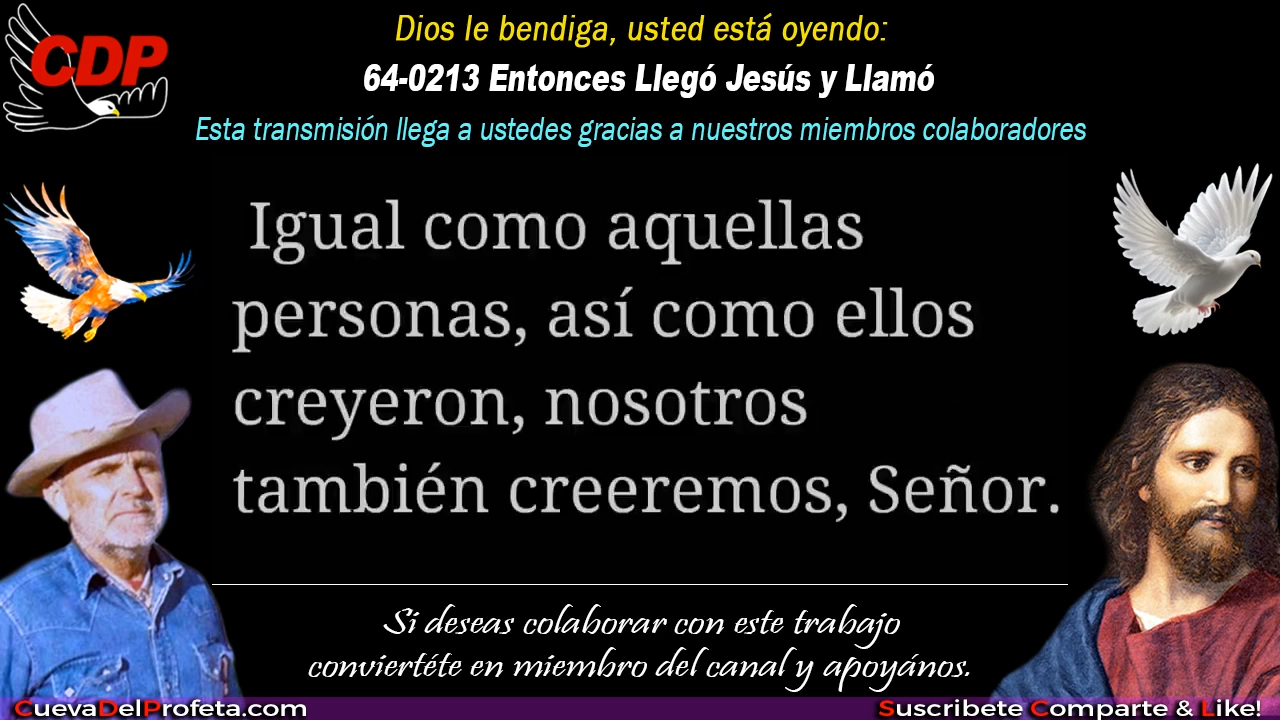 CDP
Dios le bendiga, usted está oyendo:
64-0213 Entonces Llegó Jesús y Llamó
Esta transmisión llega a ustedes gracias a nuestros miembros colaboradores
Igual como aquellas
personas, así como ellos
creyeron, nosotros
también creeremos, Señor.
Si deseas colaborar con este trabajo
conviertéte en miembro del canal y apoyános.
CuevaDelProfeta.com
Suscribete Comparte & Like!